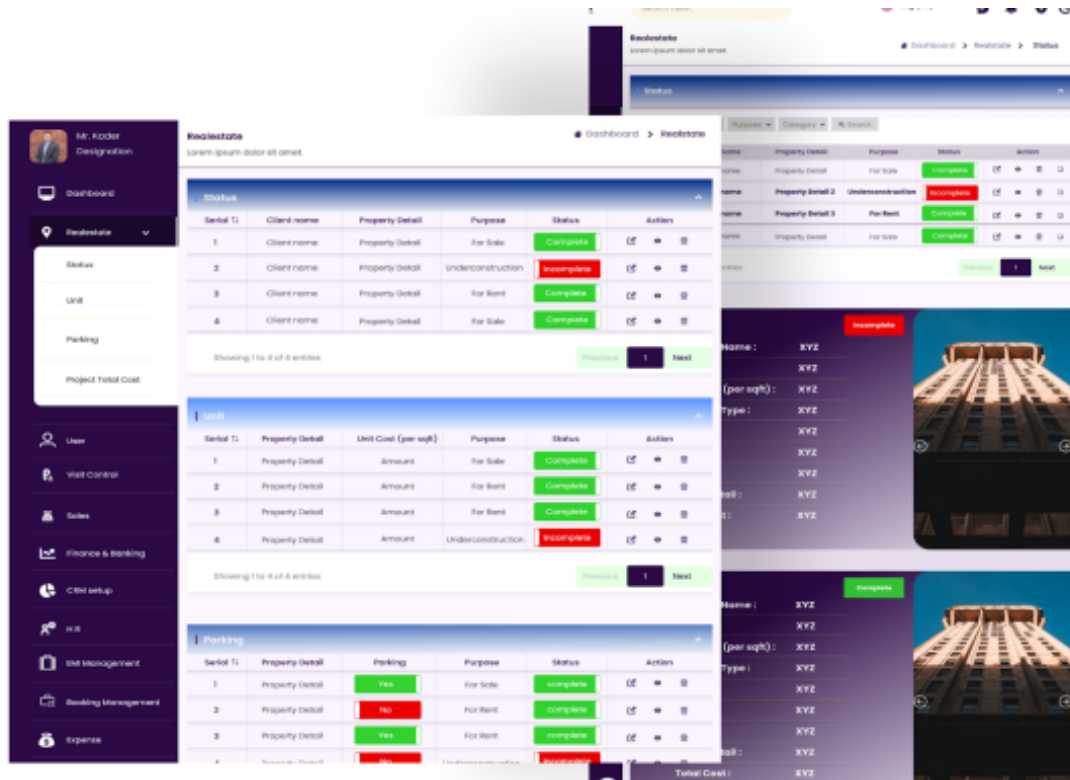 Mr. Kader
Designation
Dashboard
Realestate
Status
Unit
Parking
Project Total Cost
User
Visit Control
Sales
Finance & Banking
CRM setup
HR
EMI Management
Booking Management
Expense
Realestate
Lorem ipsum dolor sit amet.
Dashboard > Realstate
Status
Serial Client name Property Detail Purpose Status Action
1 Client name Property Detail For Sale Complete
2 Client name Property Detail Underconstruction Incomplete
3 Client name Property Detail For Rent Complete
4 Client name Property Detail For Sale Complete
Showing 1 to 4 of 4 entries Previous 1 Next
Unit
Serial Property Detail Unit Cost (per sqft) Purpose Status Action
1 Property Detail Amount For Sale Complete
2 Property Detail Amount For Rent Complete
3 Property Detail Amount For Rent Complete
4 Property Detail Amount Underconstruction Incomplete
Showing 1 to 4 of 4 entries Previous 1 Next
Parking
Serial Property Detail Parking Purpose Status Action
1 Property Detail Yes For Sale complete
2 Property Detail No For Rent complete
3 Property Detail Yes For Rent complete
Realestate
Lorem ipsum dolor sit amet.
Dashboard > Realstate > Status
Status
Purpose Category Search
name Property Detail Purpose Status Action
name Property Detail For Sale Complete
name Property Detail 2 Underconstruction Incomplete
name Property Detail 3 For Rent Complete
name Property Detail For Sale Complete
entries Previous 1 Next
Incomplete
Name : XYZ
XYZ
(per sqft) : XYZ
Type : XYZ
XYZ
XYZ
XYZ
tail : XYZ
: XYZ
Complete
Name : XYZ
XYZ
(per sqft) : XYZ
Type : XYZ
XYZ
XYZ
XYZ
tail : XYZ
Total Cost : XYZ